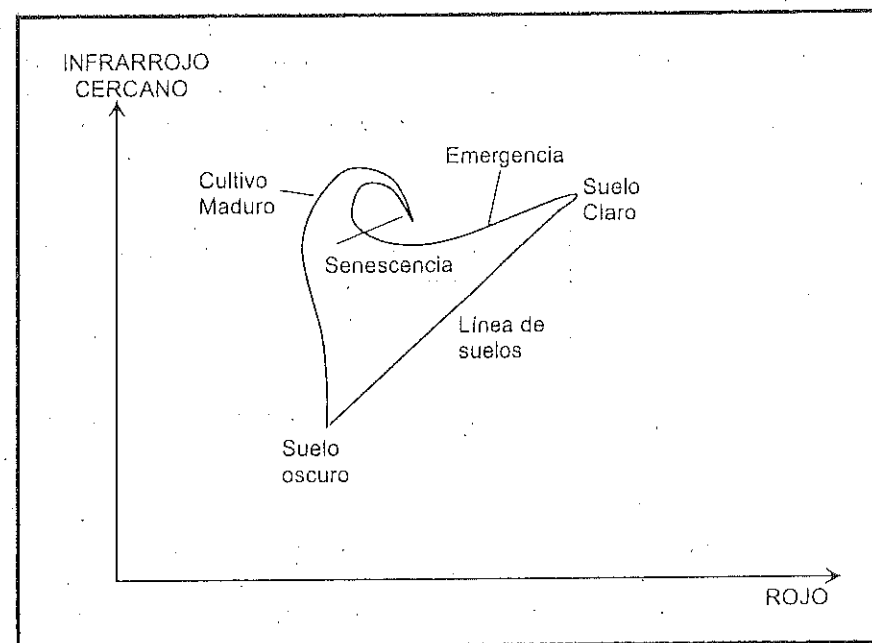 INFRARROJO
CERCANO
Emergencia
Cultivo
Maduro
Suelo
Claro
Senescencia
Línea de
suelos
Suelo
oscuro
ROJO